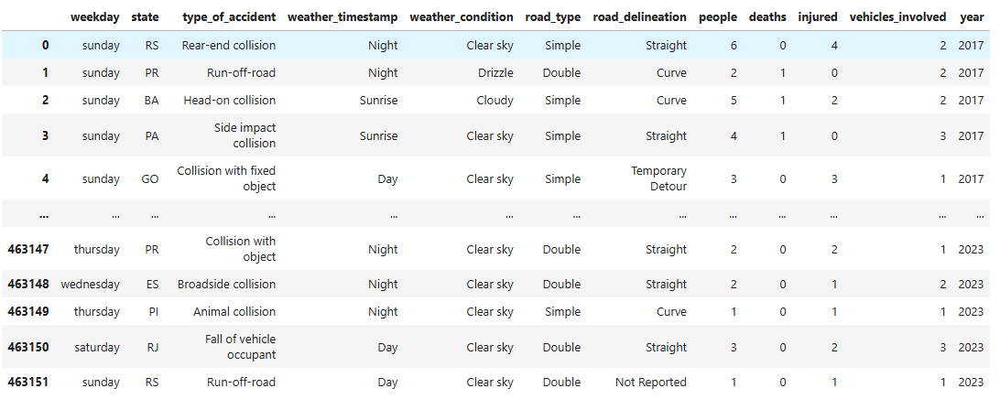 weekday state type_of_accident weather_timestamp weather_condition road_type road_delineation people deaths injured vehicles_involved year
0 sunday RS Rear-end collision Night Clear sky Simple Straight 6 0 4 2 2017
1 sunday PR Run-off-road Night Drizzle Double Curve 2 1 0 2 2017
2 sunday BA Head-on collision Sunrise Cloudy Simple Curve 5 1 2 2 2017
3 sunday PA Side impact collision Sunrise Clear sky Simple Straight 4 1 0 3 2017
4 sunday GO Collision with fixed object Day Clear sky Simple Temporary Detour 3 0 3 1 2017
... ... ... ... ... ... ... ... ... ... ... ... ...
463147 thursday PR Collision with object Night Clear sky Double Straight 2 0 2 1 2023
463148 wednesday ES Broadside collision Night Clear sky Double Straight 2 0 1 2 2023
463149 thursday PI Animal collision Night Clear sky Simple Curve 1 0 1 1 2023
463150 saturday RJ Fall of vehicle occupant Day Clear sky Double Straight 3 0 2 3 2023
463151 sunday RS Run-off-road Day Clear sky Double Not Reported 1 0 1 1 2023